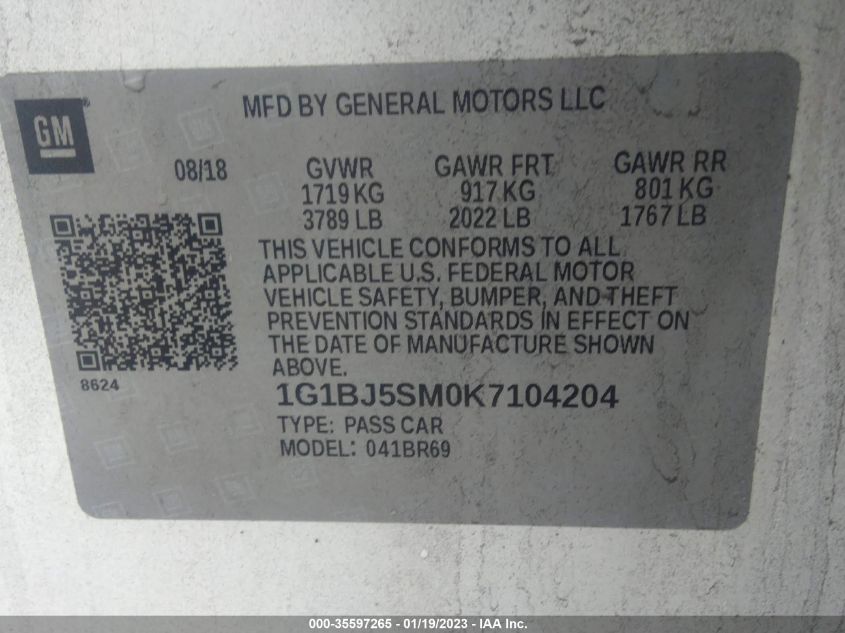 MFD BY GENERAL MOTORS LLC
GM
08/18 GVWR GAWR FRT GAWR RR
1719 KG 917 KG 801 KG
3789 LB 2022 LB 1767 LB
THIS VEHICLE CONFORMS TO ALL
APPLICABLE U.S. FEDERAL MOTOR
VEHICLE SAFETY, BUMPER, AND THEFT
PREVENTION STANDARDS IN EFFECT ON
THE DATE OF MANUFACTURE SHOWN
ABOVE.
8624
1G1BJ5SM0K7104204
TYPE: PASS CAR
MODEL: 041BR69
000-35597265 - 01/19/2023 - IAA Inc.